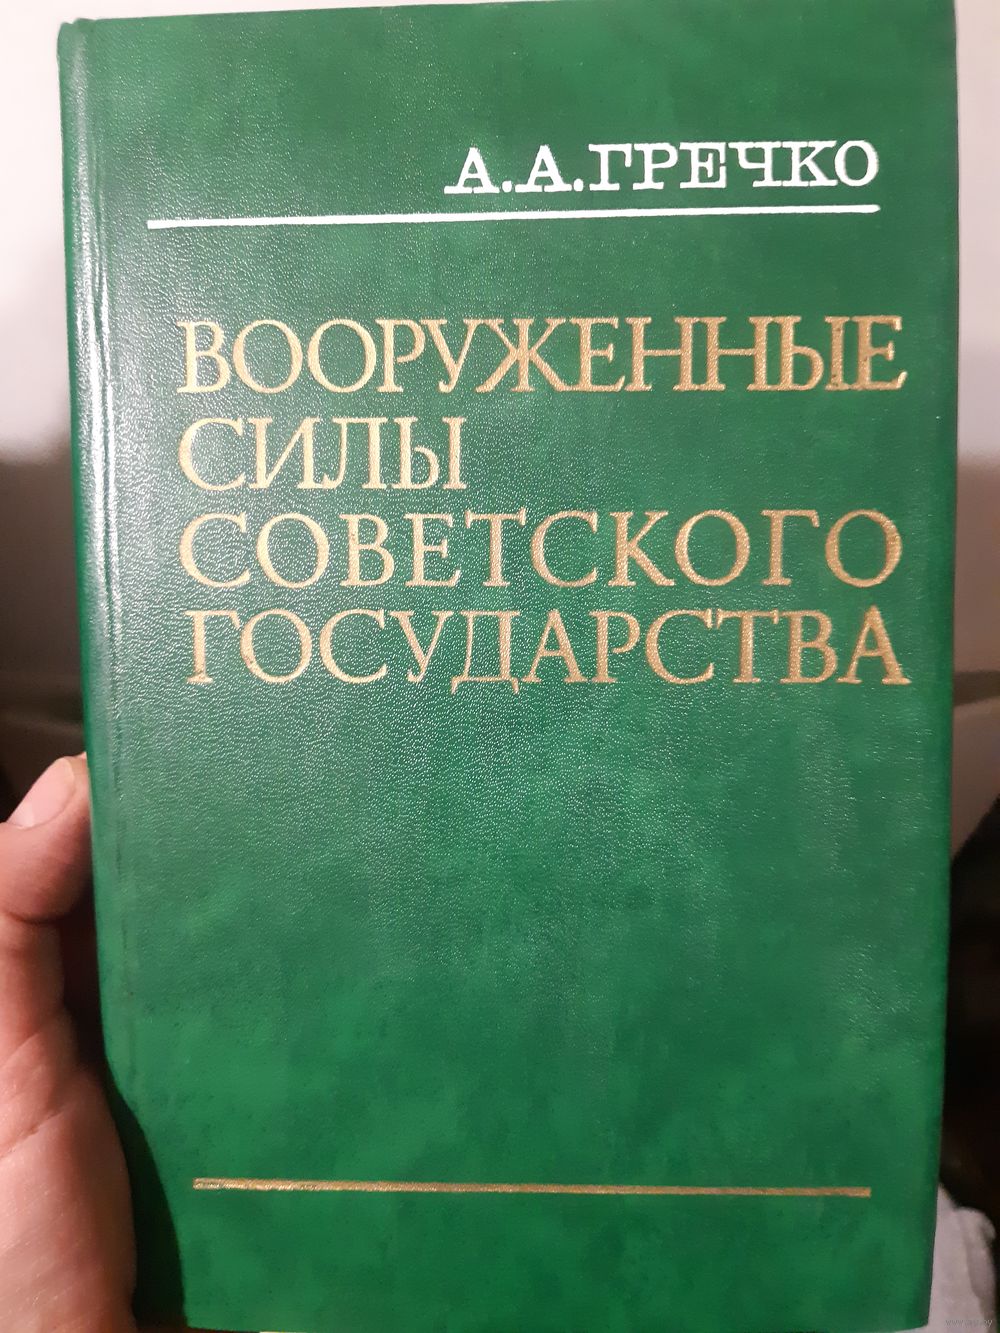 А.А.ГРЕЧКО
ВООРУЖЕННЫЕ
СИЛЫ
СОВЕТСКОГО
ГОСУДАРСТВА